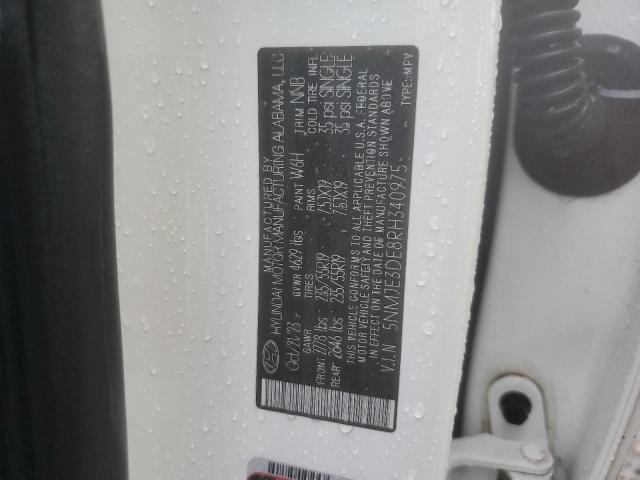 MANUFACTURED BY
HYUNDAI MOTOR MANUFACTURING ALABAMA, LLC
Oct/21/23 GVWR 4629 lbs PAINT W6H TRIM NNB
GAWR TIRES RIMS COLD TIRE INFL
FRONT 2778 lbs 235/55R19 7.5JX19 35 psi SINGLE
REAR 2646 lbs 235/55R19 7.5JX19 35 psi SINGLE
THIS VEHICLE CONFORMS TO ALL APPLICABLE U.S.A. FEDERAL
MOTOR VEHICLE SAFETY AND THEFT PREVENTION STANDARDS
IN EFFECT ON THE DATE OF MANUFACTURE SHOWN ABOVE
V.I.N 5NMJE3DE8RH340975 TYPE: MPV